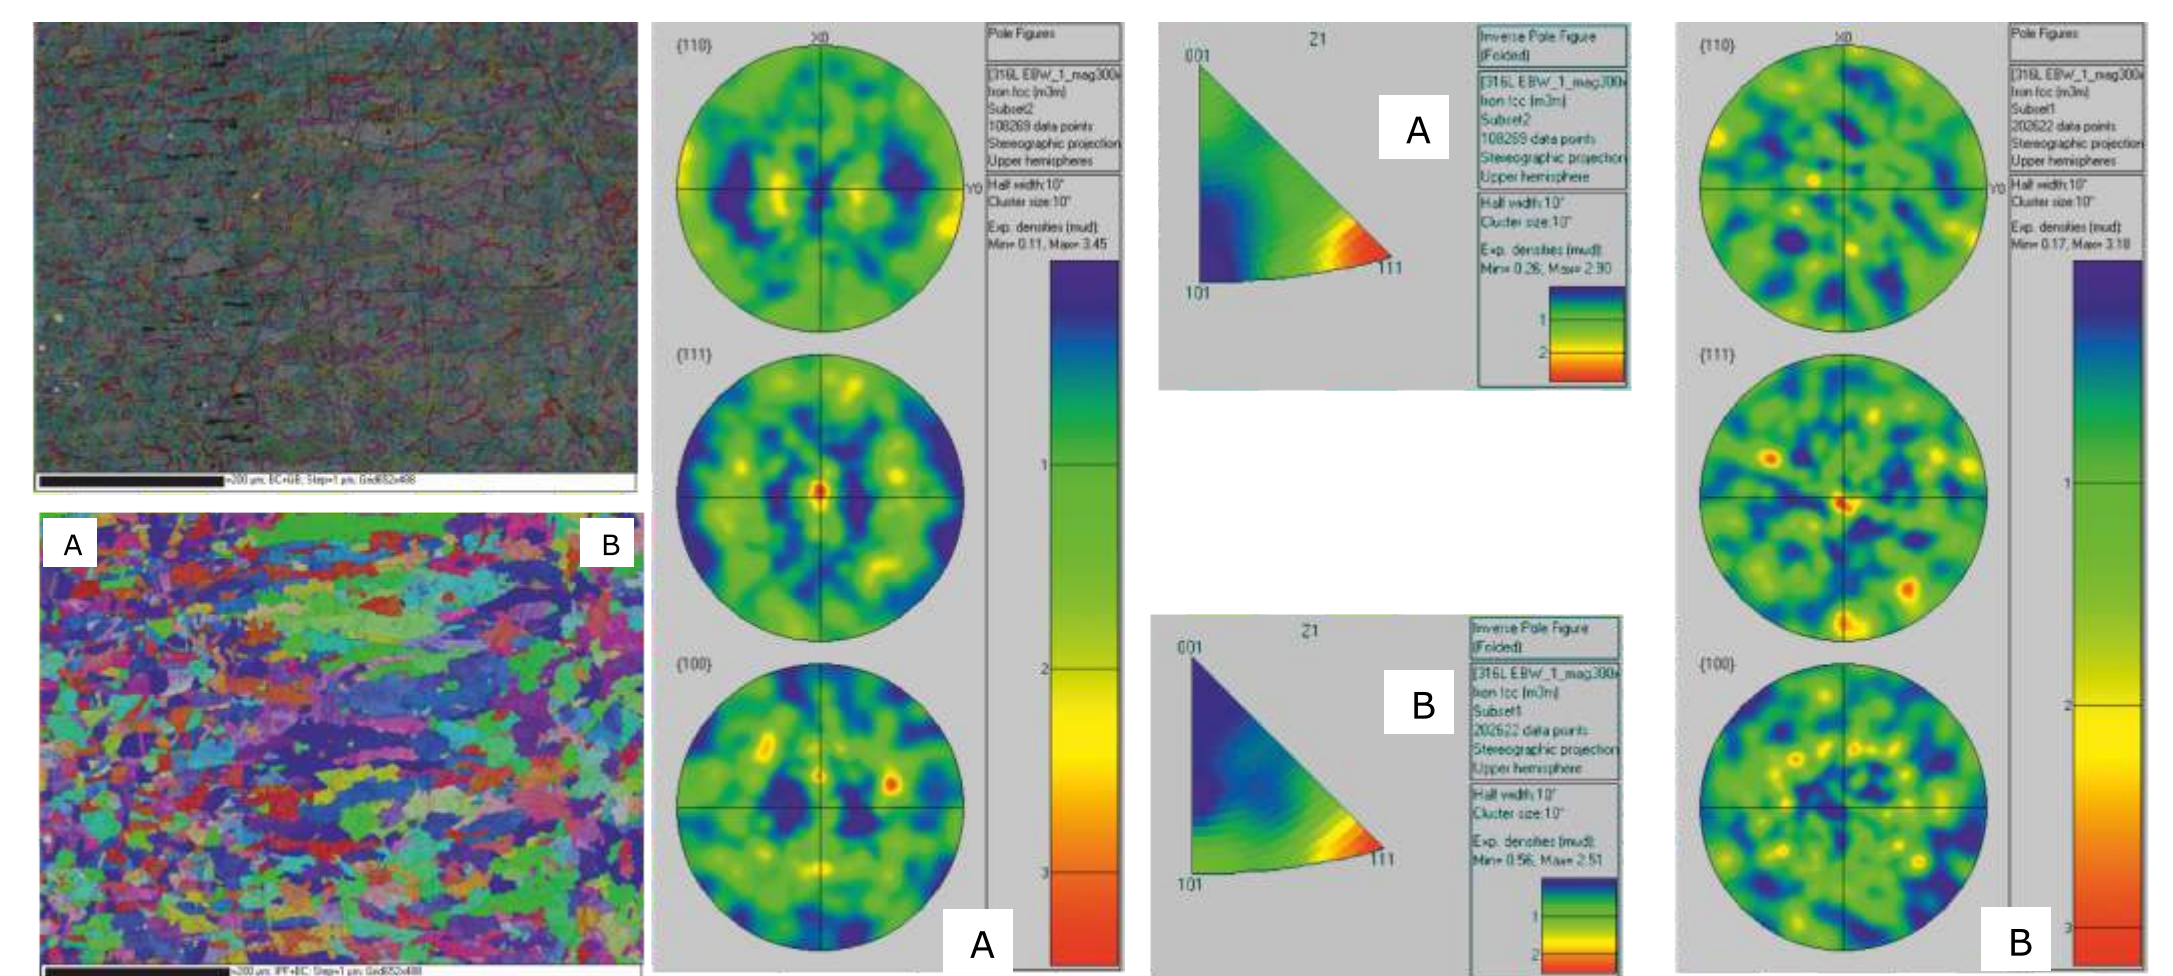 =200 µm; BC+GB; Step=1 µm; Grid652x488
A
B
=200 µm; IPF+BC; Step=1 µm; Grid652x488
{110}
X0
Y0
{111}
{100}
Pole Figures
[316L EBW_1_mag300x
Iron fcc (m3m)
Subset2
108269 data points
Stereographic projection
Upper hemispheres
Half width:10°
Cluster size:10°
Exp. densities (mud):
Min= 0.11, Max= 3.45
1
2
3
A
Z1
001
101
111
A
Inverse Pole Figure
(Folded)
[316L EBW_1_mag300x
Iron fcc (m3m)
Subset2
108269 data points
Stereographic projection
Upper hemisphere
Half width:10°
Cluster size:10°
Exp. densities (mud):
Min= 0.26, Max= 2.90
1
2
Z1
001
101
111
B
Inverse Pole Figure
(Folded)
[316L EBW_1_mag300x
Iron fcc (m3m)
Subset1
202622 data points
Stereographic projection
Upper hemisphere
Half width:10°
Cluster size:10°
Exp. densities (mud):
Min= 0.56, Max= 2.51
1
2
{110}
X0
Y0
{111}
{100}
Pole Figures
[316L EBW_1_mag300x
Iron fcc (m3m)
Subset1
202622 data points
Stereographic projection
Upper hemispheres
Half width:10°
Cluster size:10°
Exp. densities (mud):
Min= 0.17, Max= 3.18
1
2
3
B